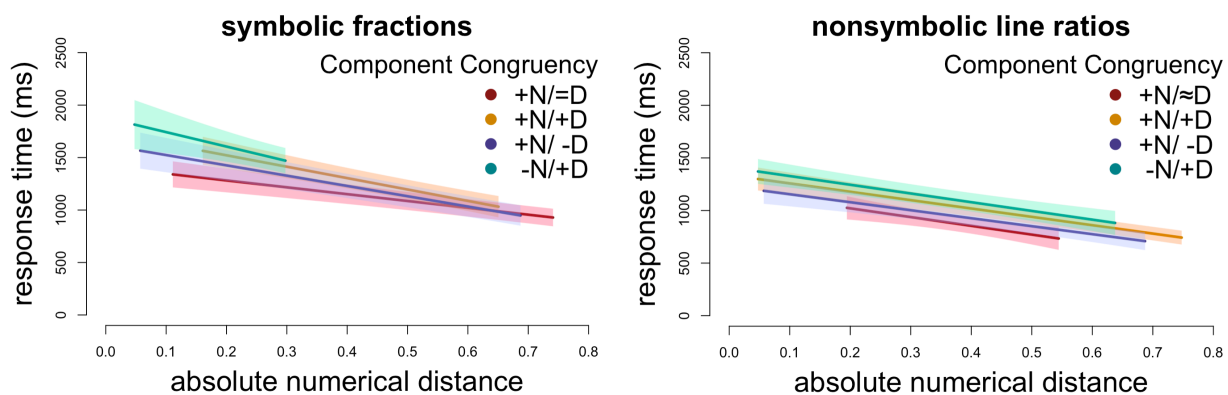 symbolic fractions
Component Congruency
+N/=D
+N/+D
+N/ -D
-N/+D
response time (ms)
2500
2000
1500
1000
500
0
0.0 0.1 0.2 0.3 0.4 0.5 0.6 0.7 0.8
absolute numerical distance
nonsymbolic line ratios
Component Congruency
+N/≈D
+N/+D
+N/ -D
-N/+D
response time (ms)
2500
2000
1500
1000
500
0
0.0 0.1 0.2 0.3 0.4 0.5 0.6 0.7 0.8
absolute numerical distance